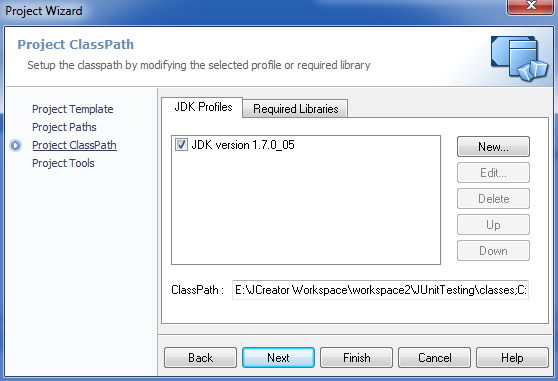 Project Wizard
Project ClassPath
Setup the classpath by modifying the selected profile or required library
Project Template
Project Paths
Project ClassPath
Project Tools
JDK Profiles
Required Libraries
JDK version 1.7.0_05
New...
Edit...
Delete
Up
Down
ClassPath : E:\JCreator Workspace\workspace2\JUnitTesting\classes;C:
Back
Next
Finish
Cancel
Help